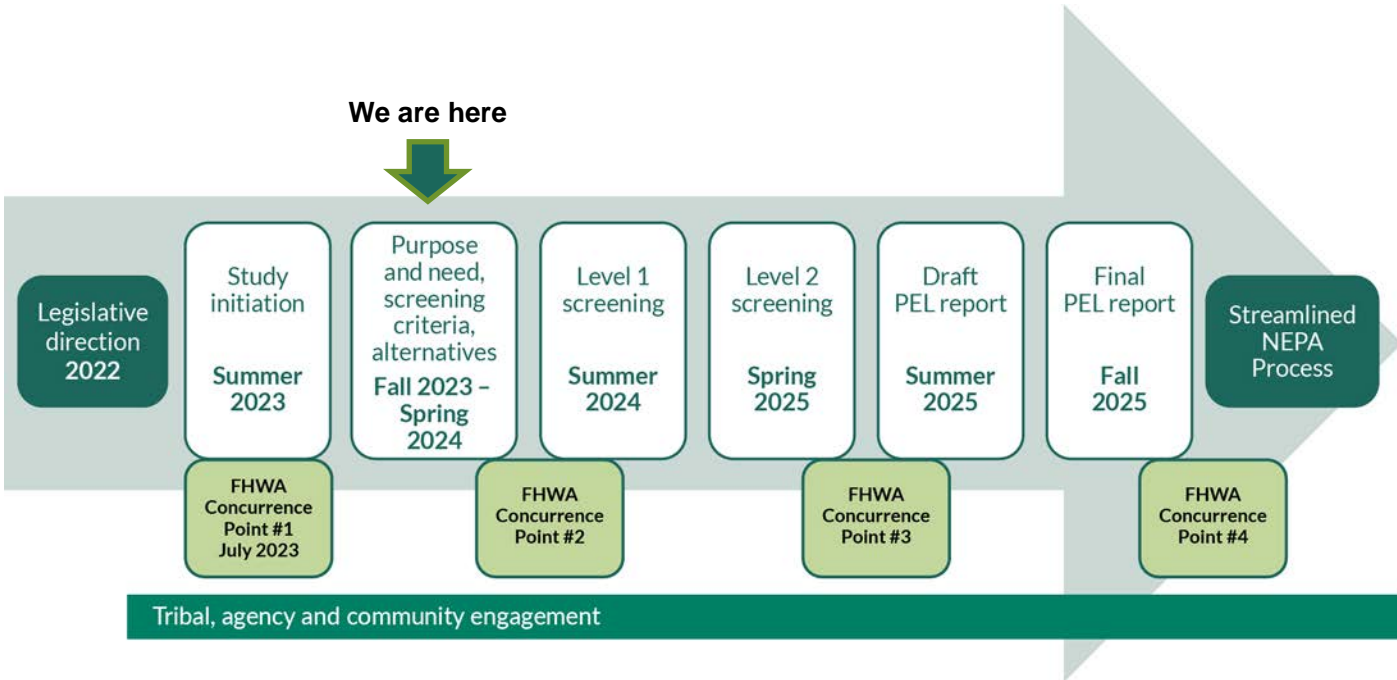 We are here
Legislative
direction
2022
Study
initiation
Summer
2023
Purpose
and need,
screening
criteria,
alternatives
Fall 2023 –
Spring
2024
Level 1
screening
Summer
2024
Level 2
screening
Spring
2025
Draft
PEL report
Summer
2025
Final
PEL report
Fall
2025
Streamlined
NEPA
Process
FHWA
Concurrence
Point #1
July 2023
FHWA
Concurrence
Point #2
FHWA
Concurrence
Point #3
FHWA
Concurrence
Point #4
Tribal, agency and community engagement